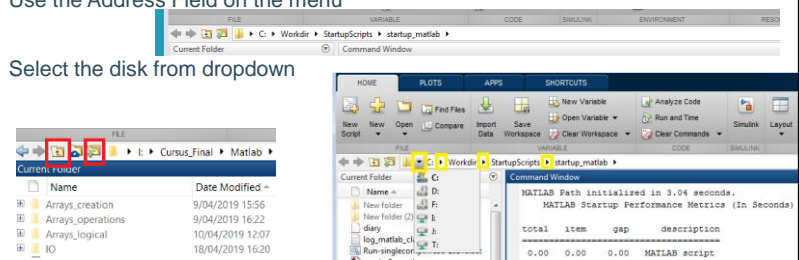 Use the Address Field on the menu
FILE VARIABLE CODE SIMULINK ENVIRONMENT
C: ▸ Workdir ▸ StartupScripts ▸ startup_matlab ▸
Current Folder Command Window
Select the disk from dropdown
FILE
I: ▸ Cursus_Final ▸ Matlab ▸
Current Folder
Name Date Modified
Arrays_creation 9/04/2019 15:56
Arrays_operations 9/04/2019 16:22
Arrays_logical 10/04/2019 12:07
IO 18/04/2019 16:20
HOME PLOTS APPS SHORTCUTS
New Script
New
Open
Find Files
Compare
Import Data
Save Workspace
New Variable
Open Variable
Clear Workspace
Analyze Code
Run and Time
Clear Commands
Simulink
Layout
FILE VARIABLE CODE SIMULINK
C: ▸ Workdir ▸ StartupScripts ▸ startup_matlab ▸
Current Folder
Name
New folder
New folder (2)
diary
log_matlab_cl
C:
D:
F:
I:
J:
T:
Command Window
MATLAB Path initialized in 3.04 seconds.
MATLAB Startup Performance Metrics (In Seconds)
total item gap description
0.00 0.00 0.00 MATLAB script